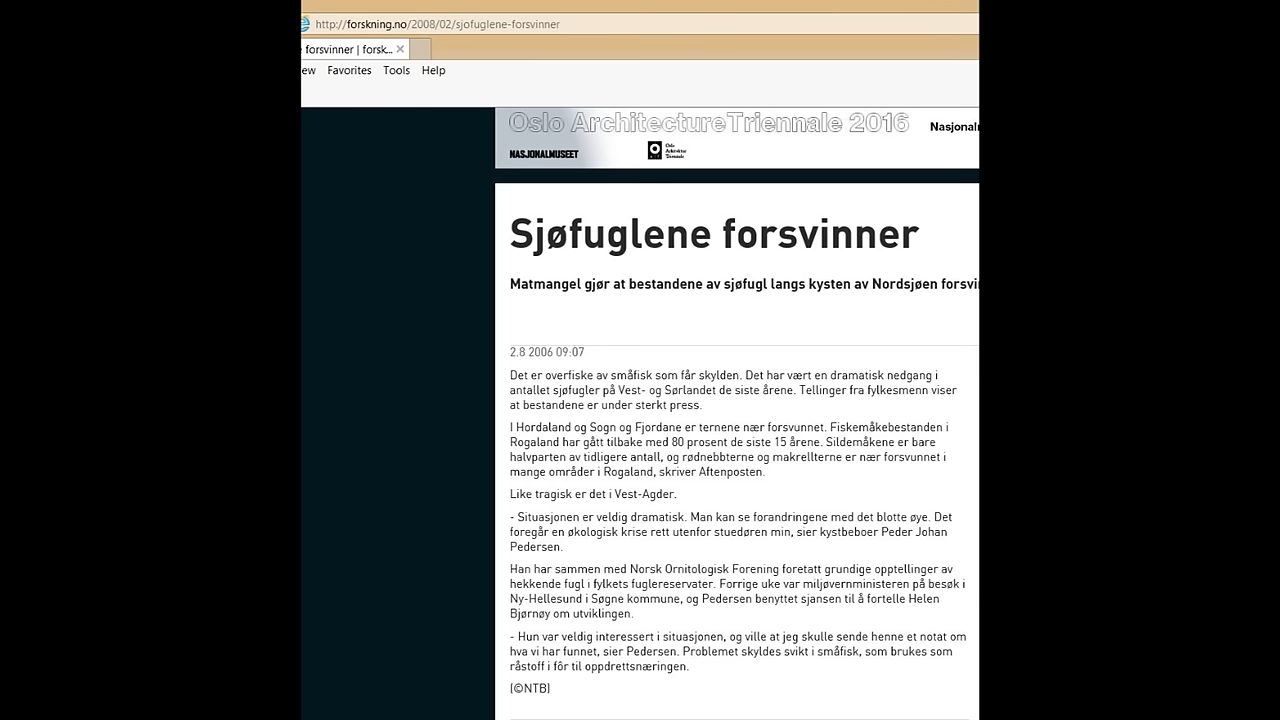 http://forskning.no/2008/02/sjofuglene-forsvinner
forsvinner | forsk...
ew Favorites Tools Help
Oslo ArchitectureTriennale 2016
Nasjonaln
NASJONALMUSEET
Oslo
Arkitektur
Triennale
Sjøfuglene forsvinner
Matmangel gjør at bestandene av sjøfugl langs kysten av Nordsjøen forsvi
2.8 2006 09:07
Det er overfiske av småfisk som får skylden. Det har vært en dramatisk nedgang i
antallet sjøfugler på Vest- og Sørlandet de siste årene. Tellinger fra fylkesmenn viser
at bestandene er under sterkt press.
I Hordaland og Sogn og Fjordane er ternene nær forsvunnet. Fiskemåkebestanden i
Rogaland har gått tilbake med 80 prosent de siste 15 årene. Sildemåkene er bare
halvparten av tidligere antall, og rødnebbterne og makrellterne er nær forsvunnet i
mange områder i Rogaland, skriver Aftenposten.
Like tragisk er det i Vest-Agder.
- Situasjonen er veldig dramatisk. Man kan se forandringene med det blotte øye. Det
foregår en økologisk krise rett utenfor stuedøren min, sier kystbeboer Peder Johan
Pedersen.
Han har sammen med Norsk Ornitologisk Forening foretatt grundige opptellinger av
hekkende fugl i fylkets fuglereservater. Forrige uke var miljøvernministeren på besøk i
Ny-Hellesund i Søgne kommune, og Pedersen benyttet sjansen til å fortelle Helen
Bjørnøy om utviklingen.
- Hun var veldig interessert i situasjonen, og ville at jeg skulle sende henne et notat om
hva vi har funnet, sier Pedersen. Problemet skyldes svikt i småfisk, som brukes som
råstoff i fôr til oppdrettsnæringen.
(©NTB)